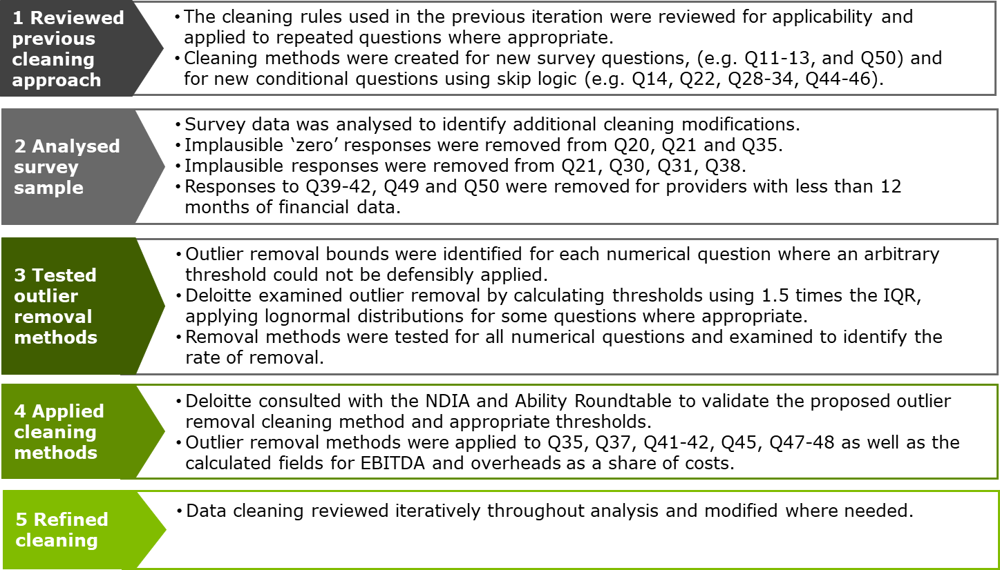 1 Reviewed
previous
cleaning
approach
• The cleaning rules used in the previous iteration were reviewed for applicability and
applied to repeated questions where appropriate.
• Cleaning methods were created for new survey questions, (e.g. Q11-13, and Q50) and
for new conditional questions using skip logic (e.g. Q14, Q22, Q28-34, Q44-46).
2 Analysed
survey
sample
• Survey data was analysed to identify additional cleaning modifications.
• Implausible ‘zero’ responses were removed from Q20, Q21 and Q35.
• Implausible responses were removed from Q21, Q30, Q31, Q38.
• Responses to Q39-42, Q49 and Q50 were removed for providers with less than 12
months of financial data.
3 Tested
outlier
removal
methods
• Outlier removal bounds were identified for each numerical question where an arbitrary
threshold could not be defensibly applied.
• Deloitte examined outlier removal by calculating thresholds using 1.5 times the IQR,
applying lognormal distributions for some questions where appropriate.
• Removal methods were tested for all numerical questions and examined to identify the
rate of removal.
4 Applied
cleaning
methods
• Deloitte consulted with the NDIA and Ability Roundtable to validate the proposed outlier
removal cleaning method and appropriate thresholds.
• Outlier removal methods were applied to Q35, Q37, Q41-42, Q45, Q47-48 as well as the
calculated fields for EBITDA and overheads as a share of costs.
5 Refined
cleaning
• Data cleaning reviewed iteratively throughout analysis and modified where needed.